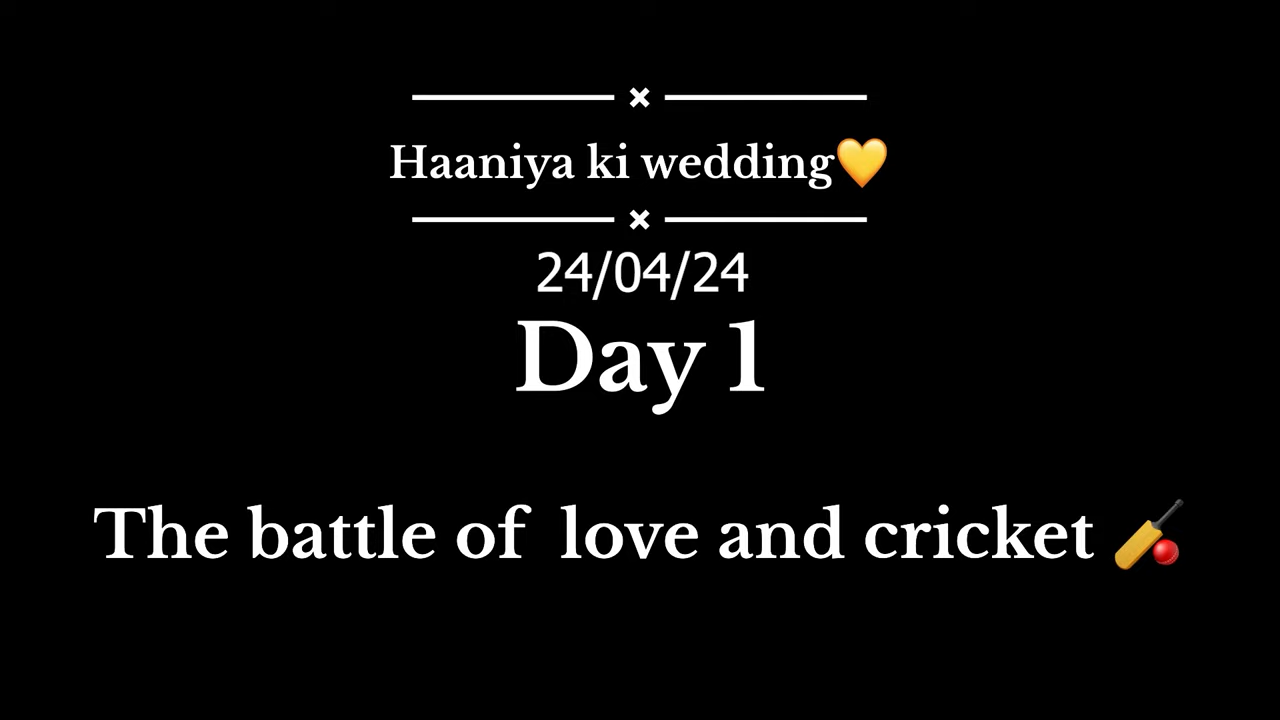 Haaniya ki wedding💛
24/04/24
Day 1
The battle of love and cricket 🏏